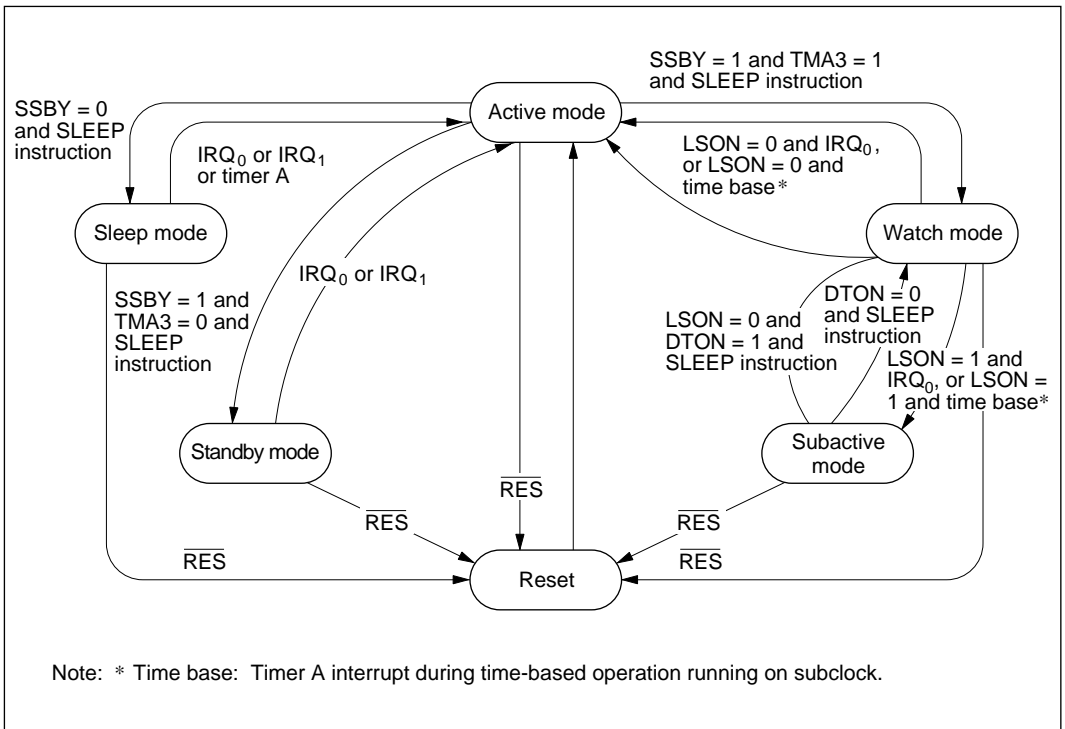 SSBY = 1 and TMA3 = 1
and SLEEP instruction
SSBY = 0
and SLEEP
instruction
Active mode
IRQ0 or IRQ1
or timer A
LSON = 0 and IRQ0,
or LSON = 0 and
time base*
Sleep mode
Watch mode
IRQ0 or IRQ1
SSBY = 1 and
TMA3 = 0 and
SLEEP
instruction
LSON = 0 and
DTON = 1 and
SLEEP instruction
DTON = 0
and SLEEP
instruction
LSON = 1 and
IRQ0, or LSON =
1 and time base*
Standby mode
Subactive
mode
RES
RES
RES
RES
RES
Reset
Note: * Time base: Timer A interrupt during time-based operation running on subclock.